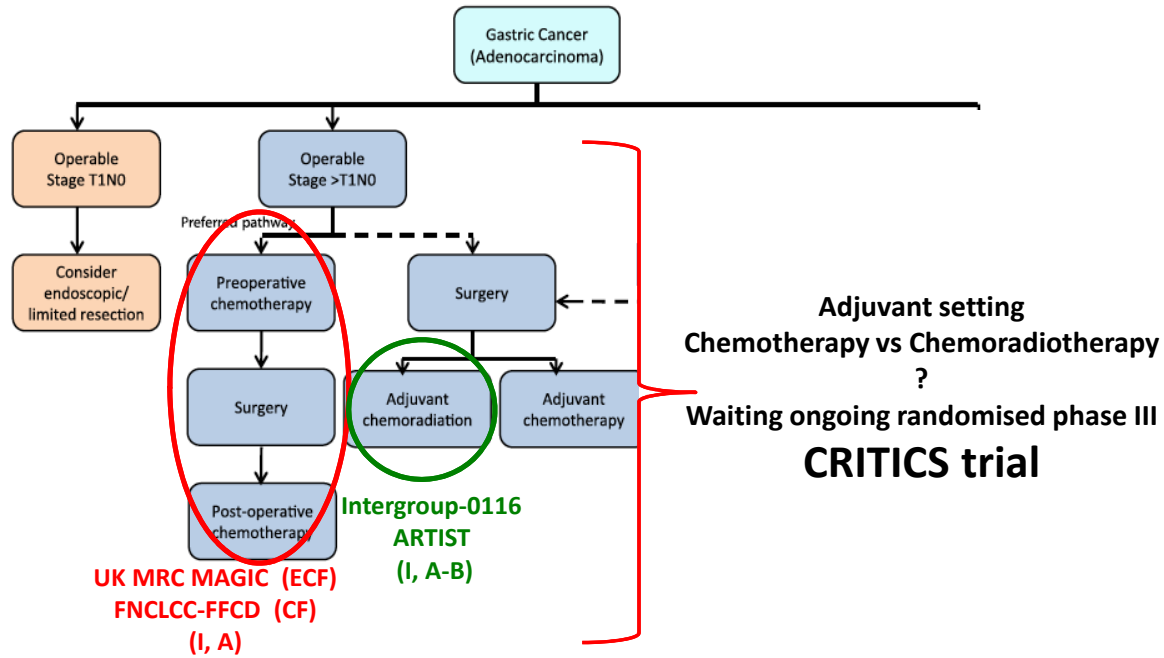 Gastric Cancer
(Adenocarcinoma)
Operable
Stage T1N0
Operable
Stage >T1N0
Preferred pathway
Consider
endoscopic/
limited resection
Preoperative
chemotherapy
Surgery
Surgery
Adjuvant
chemoradiation
Adjuvant
chemotherapy
Post-operative
chemotherapy
UK MRC MAGIC (ECF)
FNCLCC-FFCD (CF)
(I, A)
Intergroup-0116
ARTIST
(I, A-B)
Adjuvant setting
Chemotherapy vs Chemoradiotherapy
?
Waiting ongoing randomised phase III
CRITICS trial